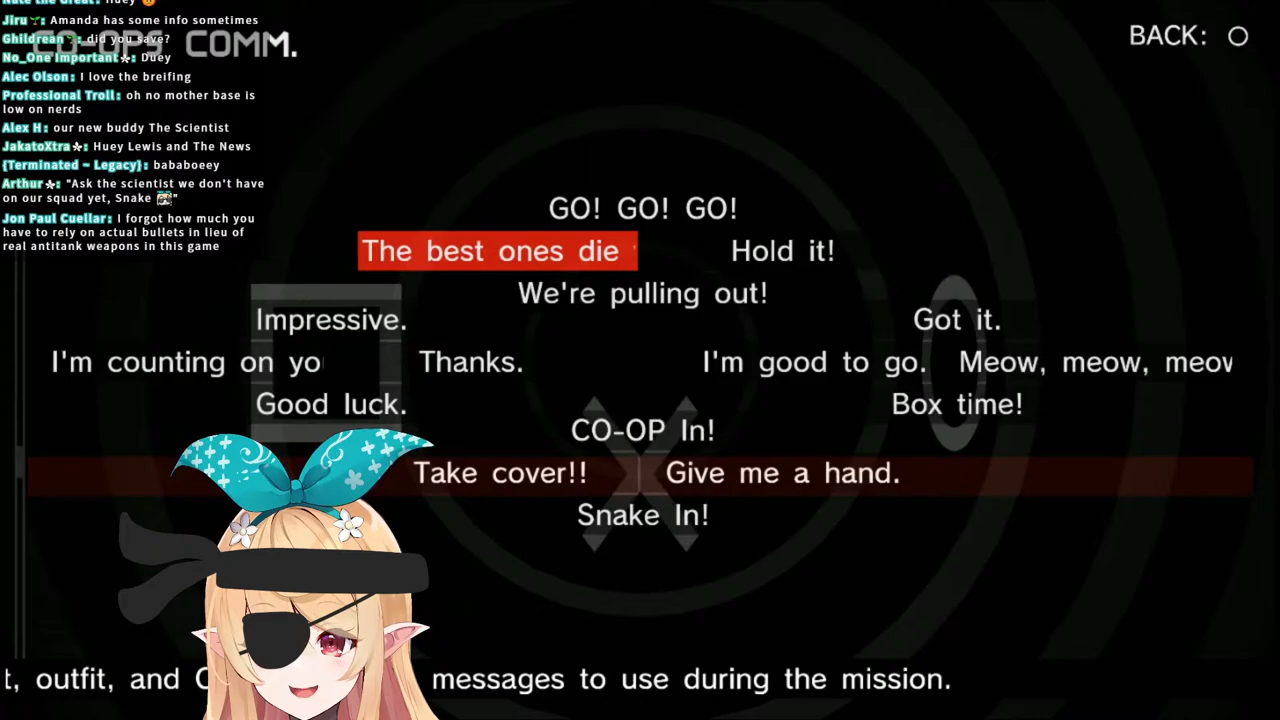 Nate the Great: Huey
Jiru: Amanda has some info sometimes
Ghildrean: did you save?
No_One Important: Duey
Alec Olson: I love the breifing
Professional Troll: oh no mother base is
low on nerds
Alex H: our new buddy The Scientist
JakatoXtra: Huey Lewis and The News
{Terminated ~ Legacy}: bababoeey
Arthur: "Ask the scientist we don't have
on our squad yet, Snake "
Jon Paul Cuellar: I forgot how much you
have to rely on actual bullets in lieu of
real antitank weapons in this game
CO-OPS COMM.
BACK:
GO! GO! GO!
The best ones die
Hold it!
We're pulling out!
Impressive.
I'm counting on yo
Thanks.
Good luck.
Got it.
I'm good to go.
Meow, meow, meow
Box time!
CO-OP In!
Take cover!!
Give me a hand.
Snake In!
t, outfit, and C messages to use during the mission.